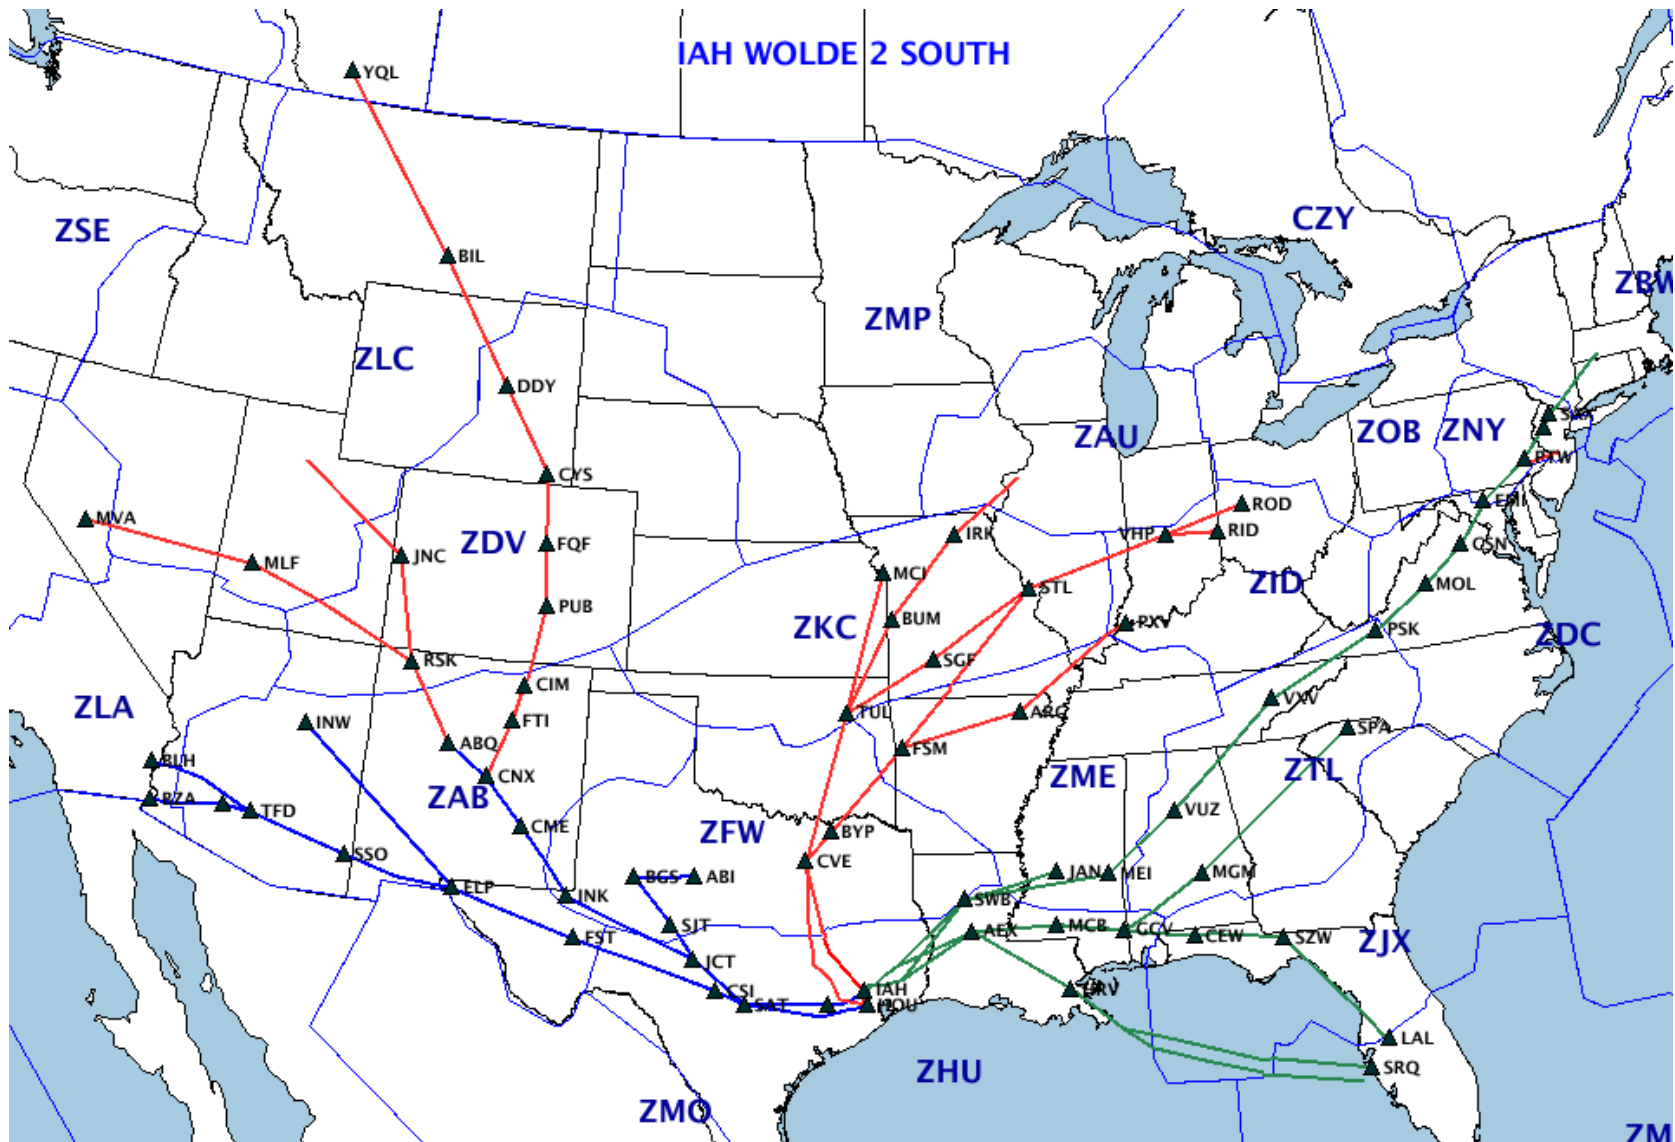 IAH WOLDE 2 SOUTH
YQL
ZSE
CZY
BIL
ZBW
ZMP
ZLC
DDY
SAX
ZAU
ZOB
ZNY
PTW
CYS
EMI
ROD
MVA
IRK
VHP
RID
ZDV
FQF
CSN
JNC
MLF
MCI
STL
ZID
MOL
PUB
BUM
ZKC
PXV
PSK
ZDC
RSK
SGF
CIM
VXV
ZLA
INW
FTI
TUL
ARG
SPA
ABQ
FSM
BLH
CNX
ZME
ZTL
ZAB
BZA
TFD
CME
ZFW
BYP
VUZ
SSO
CVE
ELP
BGS
ABI
JAN
MEI
MGM
INK
SWB
FST
SJT
AEX
MCB
GCV
CEW
SZW
ZJX
JCT
CSI
IAH
HRV
SAT
HOU
LAL
ZHU
SRQ
ZMO
ZM